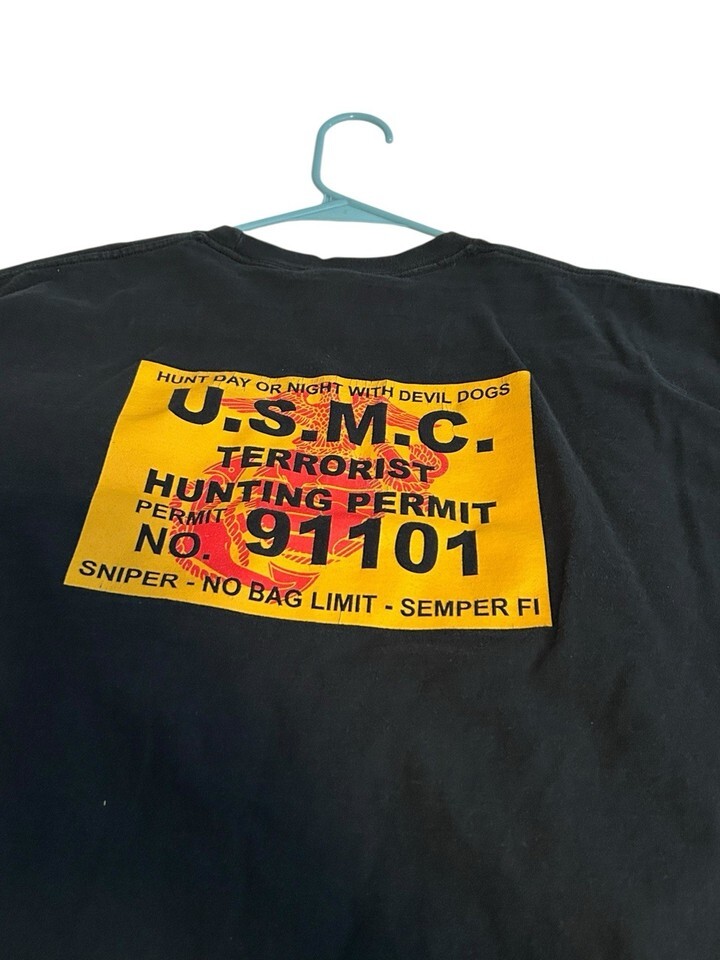 HUNT DAY OR NIGHT WITH DEVIL DOGS
U.S.M.C.
TERRORIST
HUNTING PERMIT
PERMIT
NO. 91101
SNIPER - NO BAG LIMIT - SEMPER FI